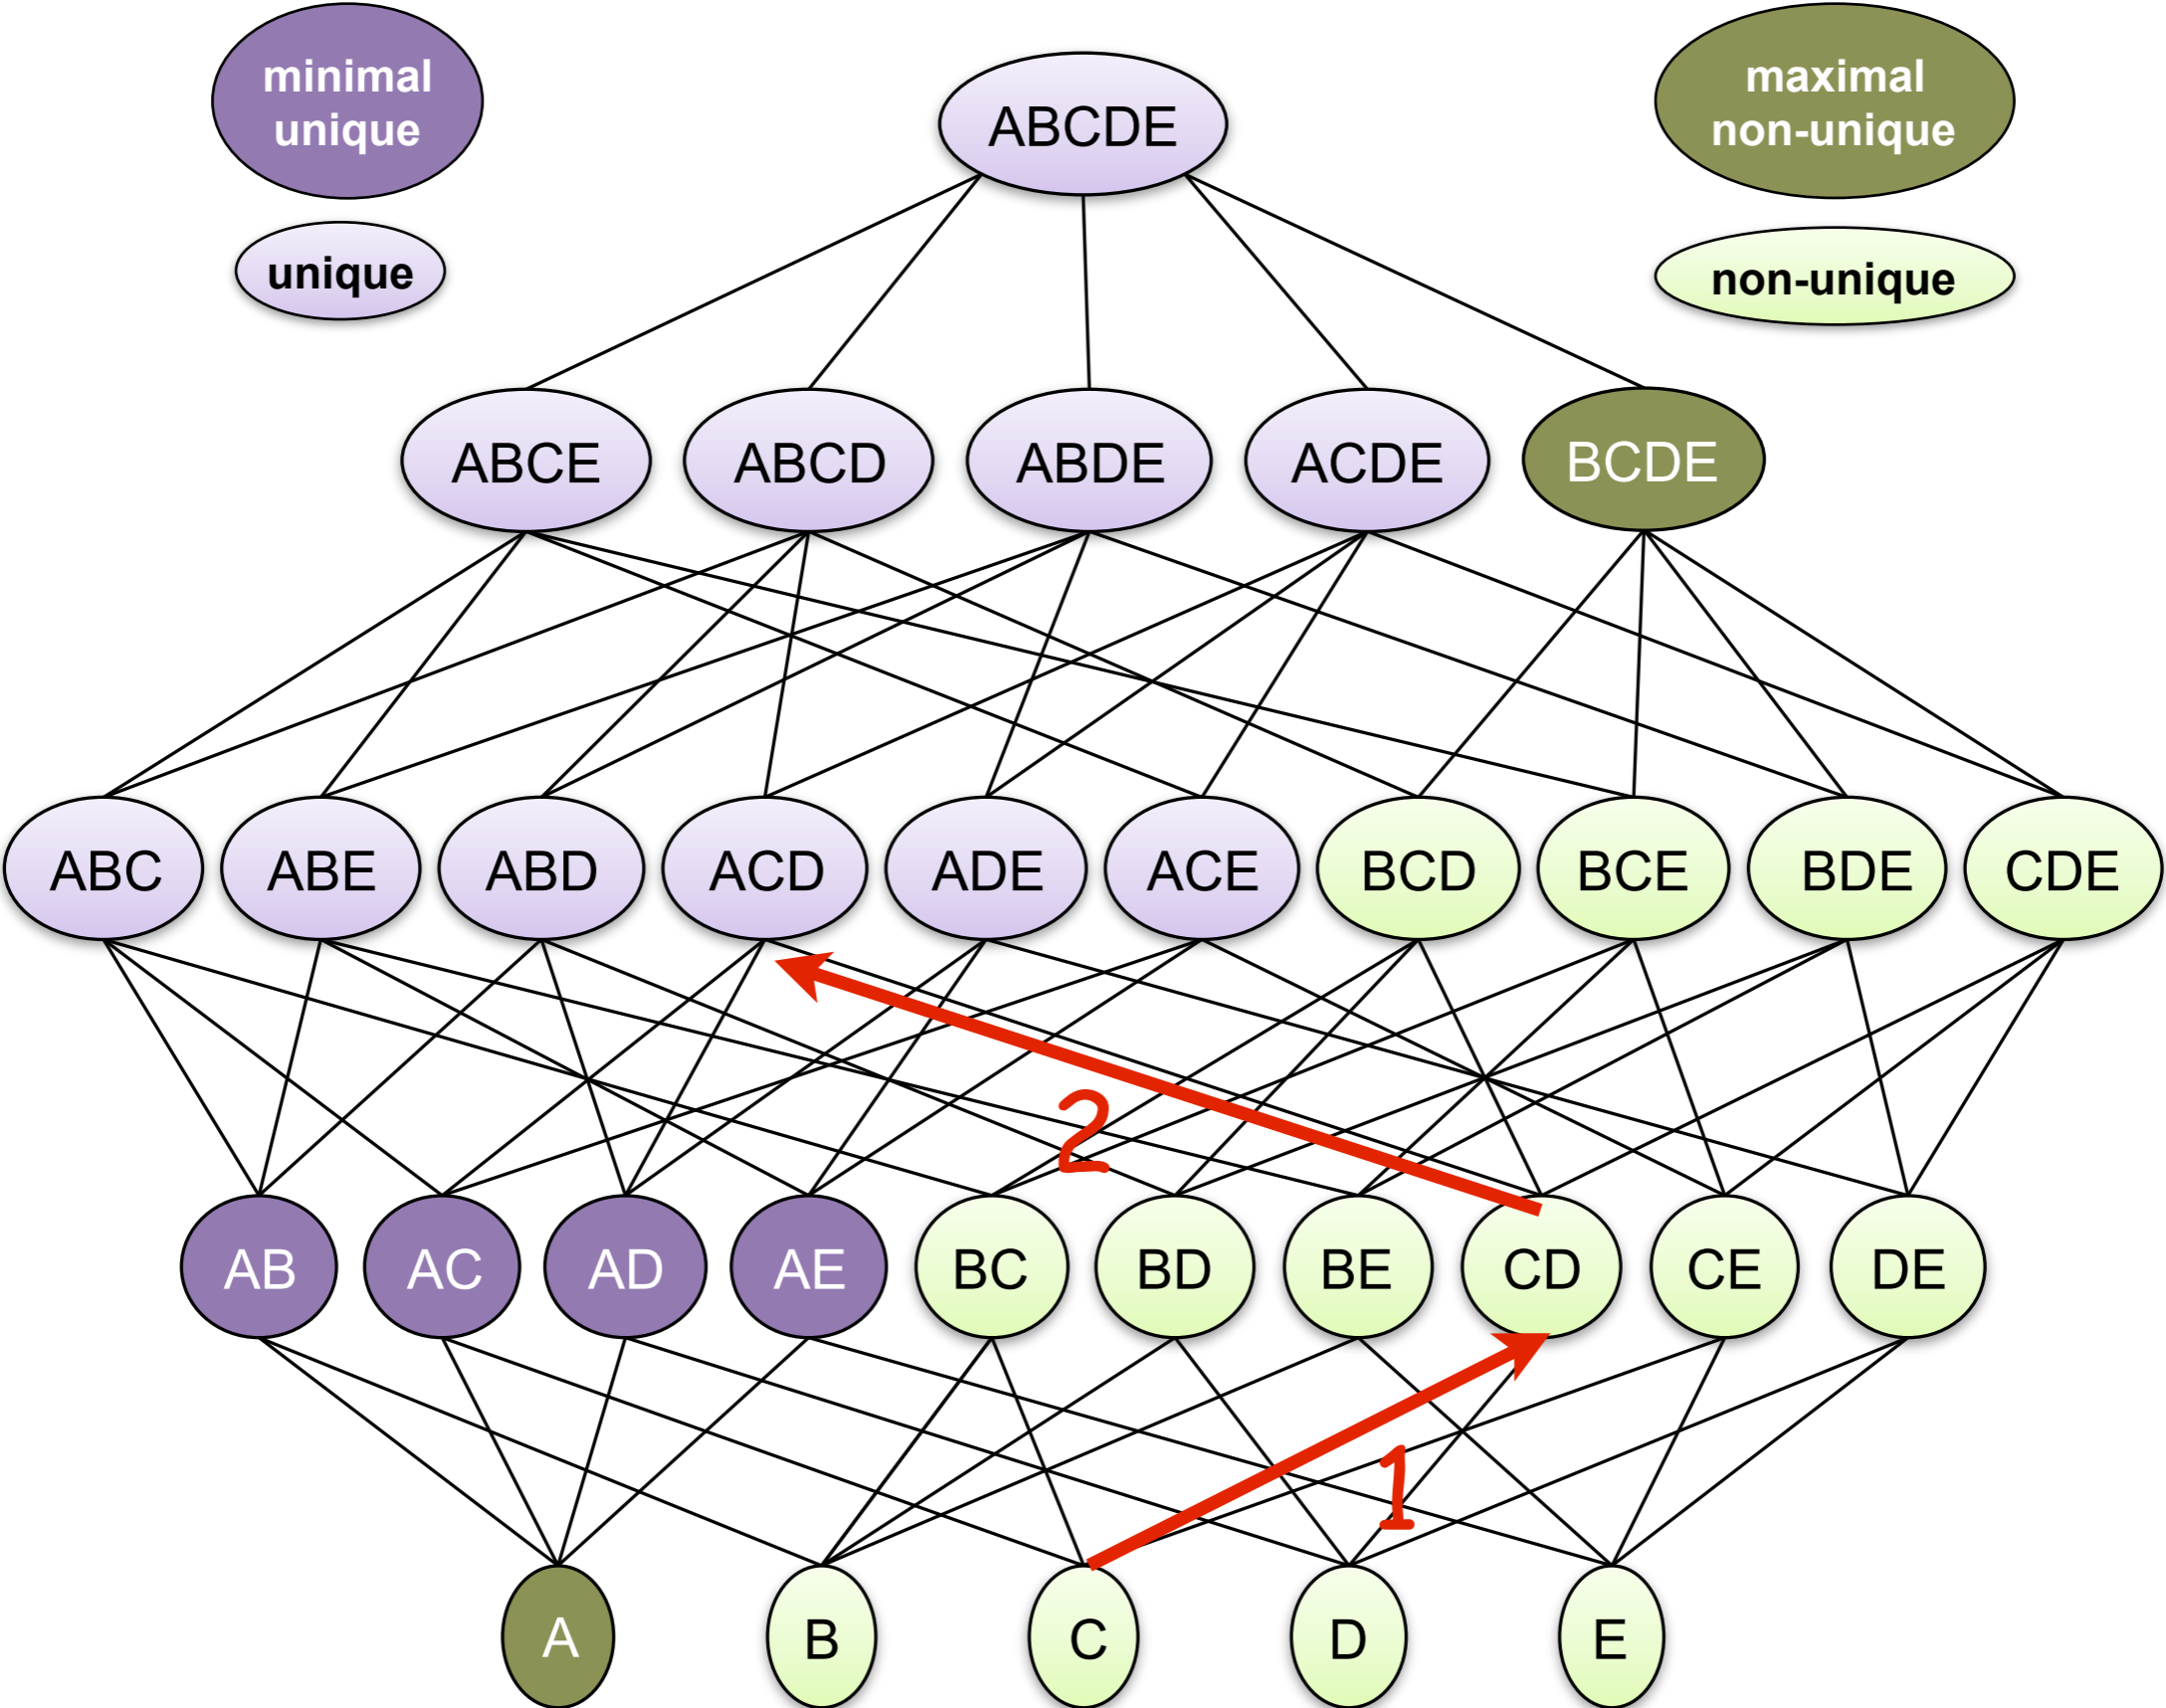 minimal
unique
unique
maximal
non-unique
non-unique
ABCDE
ABCE
ABCD
ABDE
ACDE
BCDE
ABC
ABE
ABD
ACD
ADE
ACE
BCD
BCE
BDE
CDE
2
AB
AC
AD
AE
BC
BD
BE
CD
CE
DE
1
A
B
C
D
E